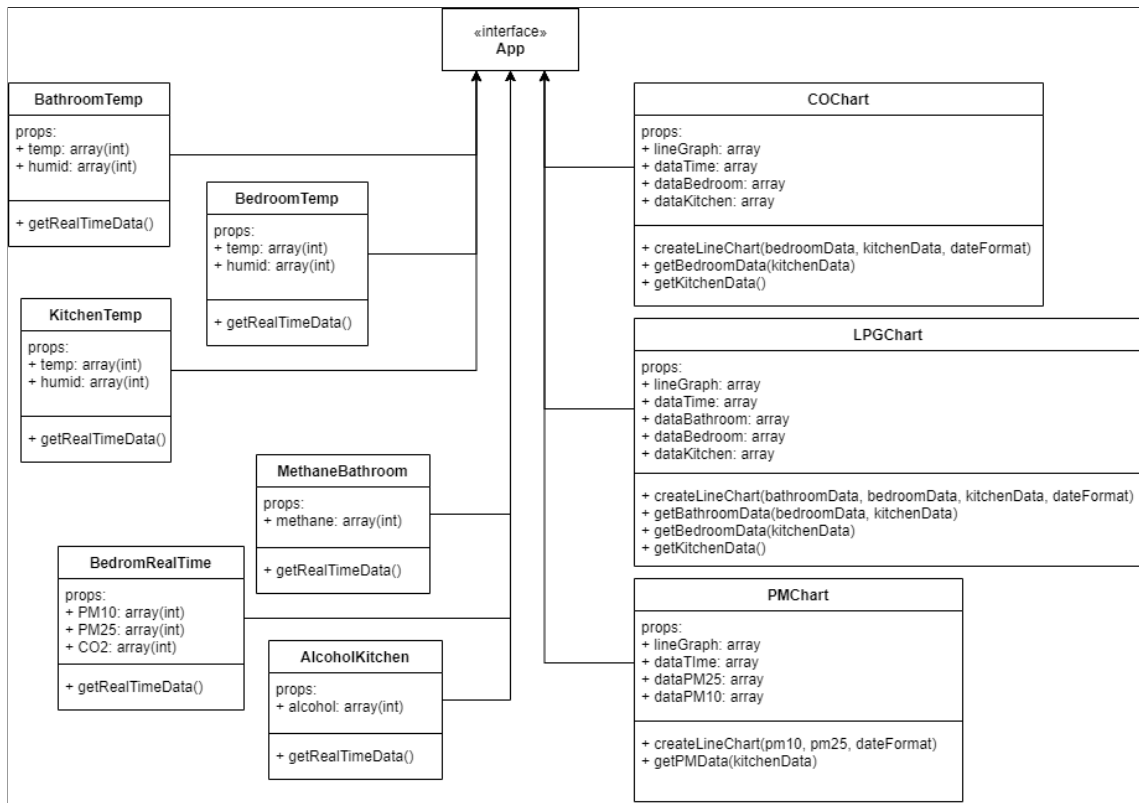 «interface»
App
BathroomTemp
props:
+ temp: array(int)
+ humid: array(int)
+ getRealTimeData()
BedroomTemp
props:
+ temp: array(int)
+ humid: array(int)
+ getRealTimeData()
KitchenTemp
props:
+ temp: array(int)
+ humid: array(int)
+ getRealTimeData()
MethaneBathroom
props:
+ methane: array(int)
+ getRealTimeData()
BedromRealTime
props:
+ PM10: array(int)
+ PM25: array(int)
+ CO2: array(int)
+ getRealTimeData()
AlcoholKitchen
props:
+ alcohol: array(int)
+ getRealTimeData()
COChart
props:
+ lineGraph: array
+ dataTime: array
+ dataBedroom: array
+ dataKitchen: array
+ createLineChart(bedroomData, kitchenData, dateFormat)
+ getBedroomData(kitchenData)
+ getKitchenData()
LPGChart
props:
+ lineGraph: array
+ dataTime: array
+ dataBathroom: array
+ dataBedroom: array
+ dataKitchen: array
+ createLineChart(bathroomData, bedroomData, kitchenData, dateFormat)
+ getBathroomData(bedroomData, kitchenData)
+ getBedroomData(kitchenData)
+ getKitchenData()
PMChart
props:
+ lineGraph: array
+ dataTIme: array
+ dataPM25: array
+ dataPM10: array
+ createLineChart(pm10, pm25, dateFormat)
+ getPMData(kitchenData)